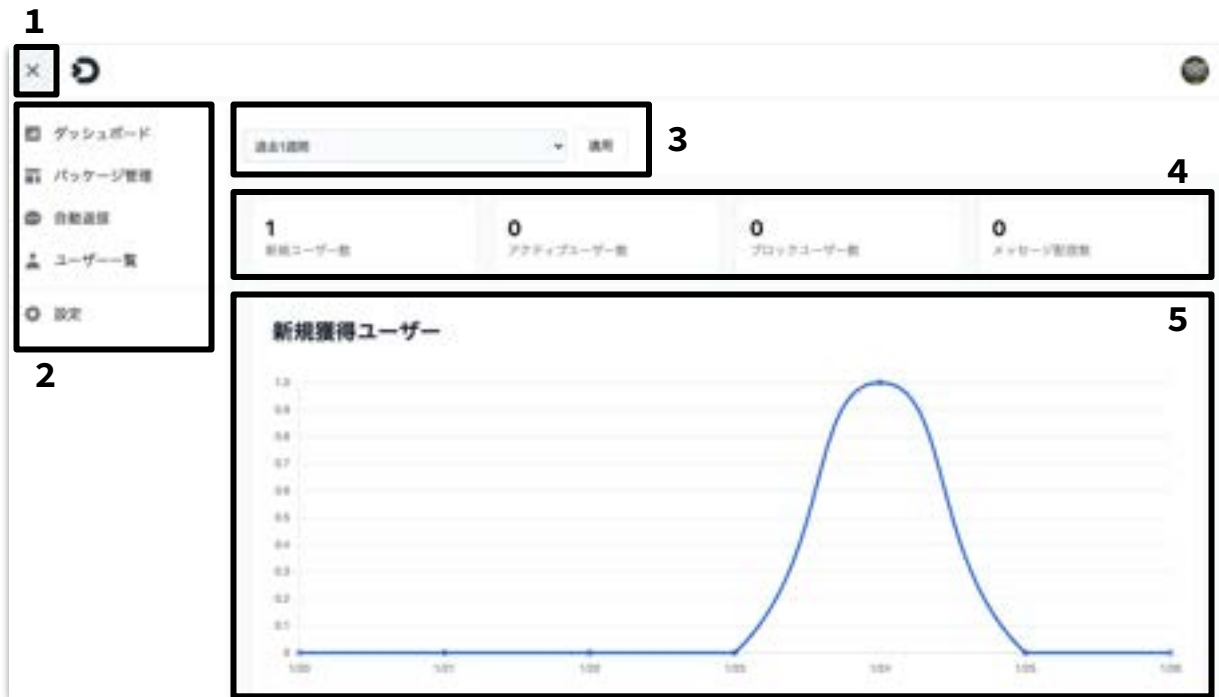 1
ダッシュボード
パッケージ管理
自動返信
ユーザー一覧
設定
2
過去1週間
適用
3
4
1
新規ユーザー数
0
アクティブユーザー数
0
ブロックユーザー数
0
メッセージ配信数
5
新規獲得ユーザー
1.0
0.9
0.8
0.7
0.6
0.5
0.4
0.3
0.2
0.1
0